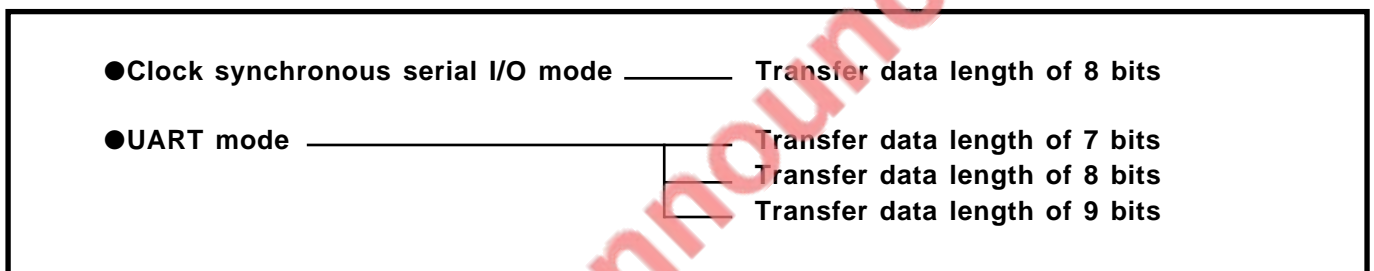 ●Clock synchronous serial I/O mode Transfer data length of 8 bits
●UART mode Transfer data length of 7 bits
Transfer data length of 8 bits
Transfer data length of 9 bits
nnounc